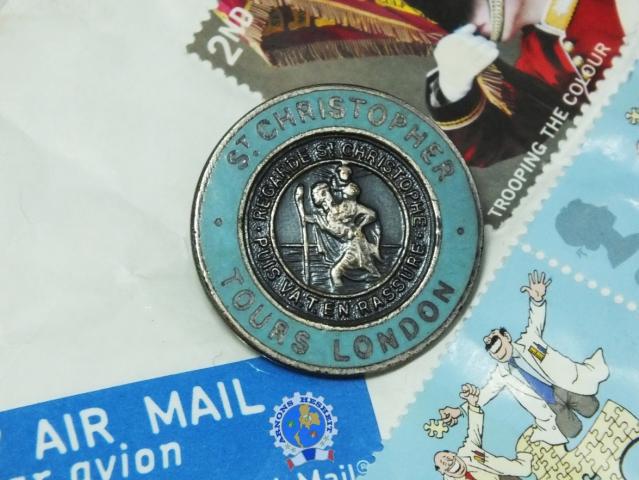 2ND
TROOPING THE COLOUR
ST. CHRISTOPHER
REGARDE ST CHRISTOPHE
PUIS VA-T'EN RASSURE
TOURS LONDON
AIR MAIL
par avion
Mail